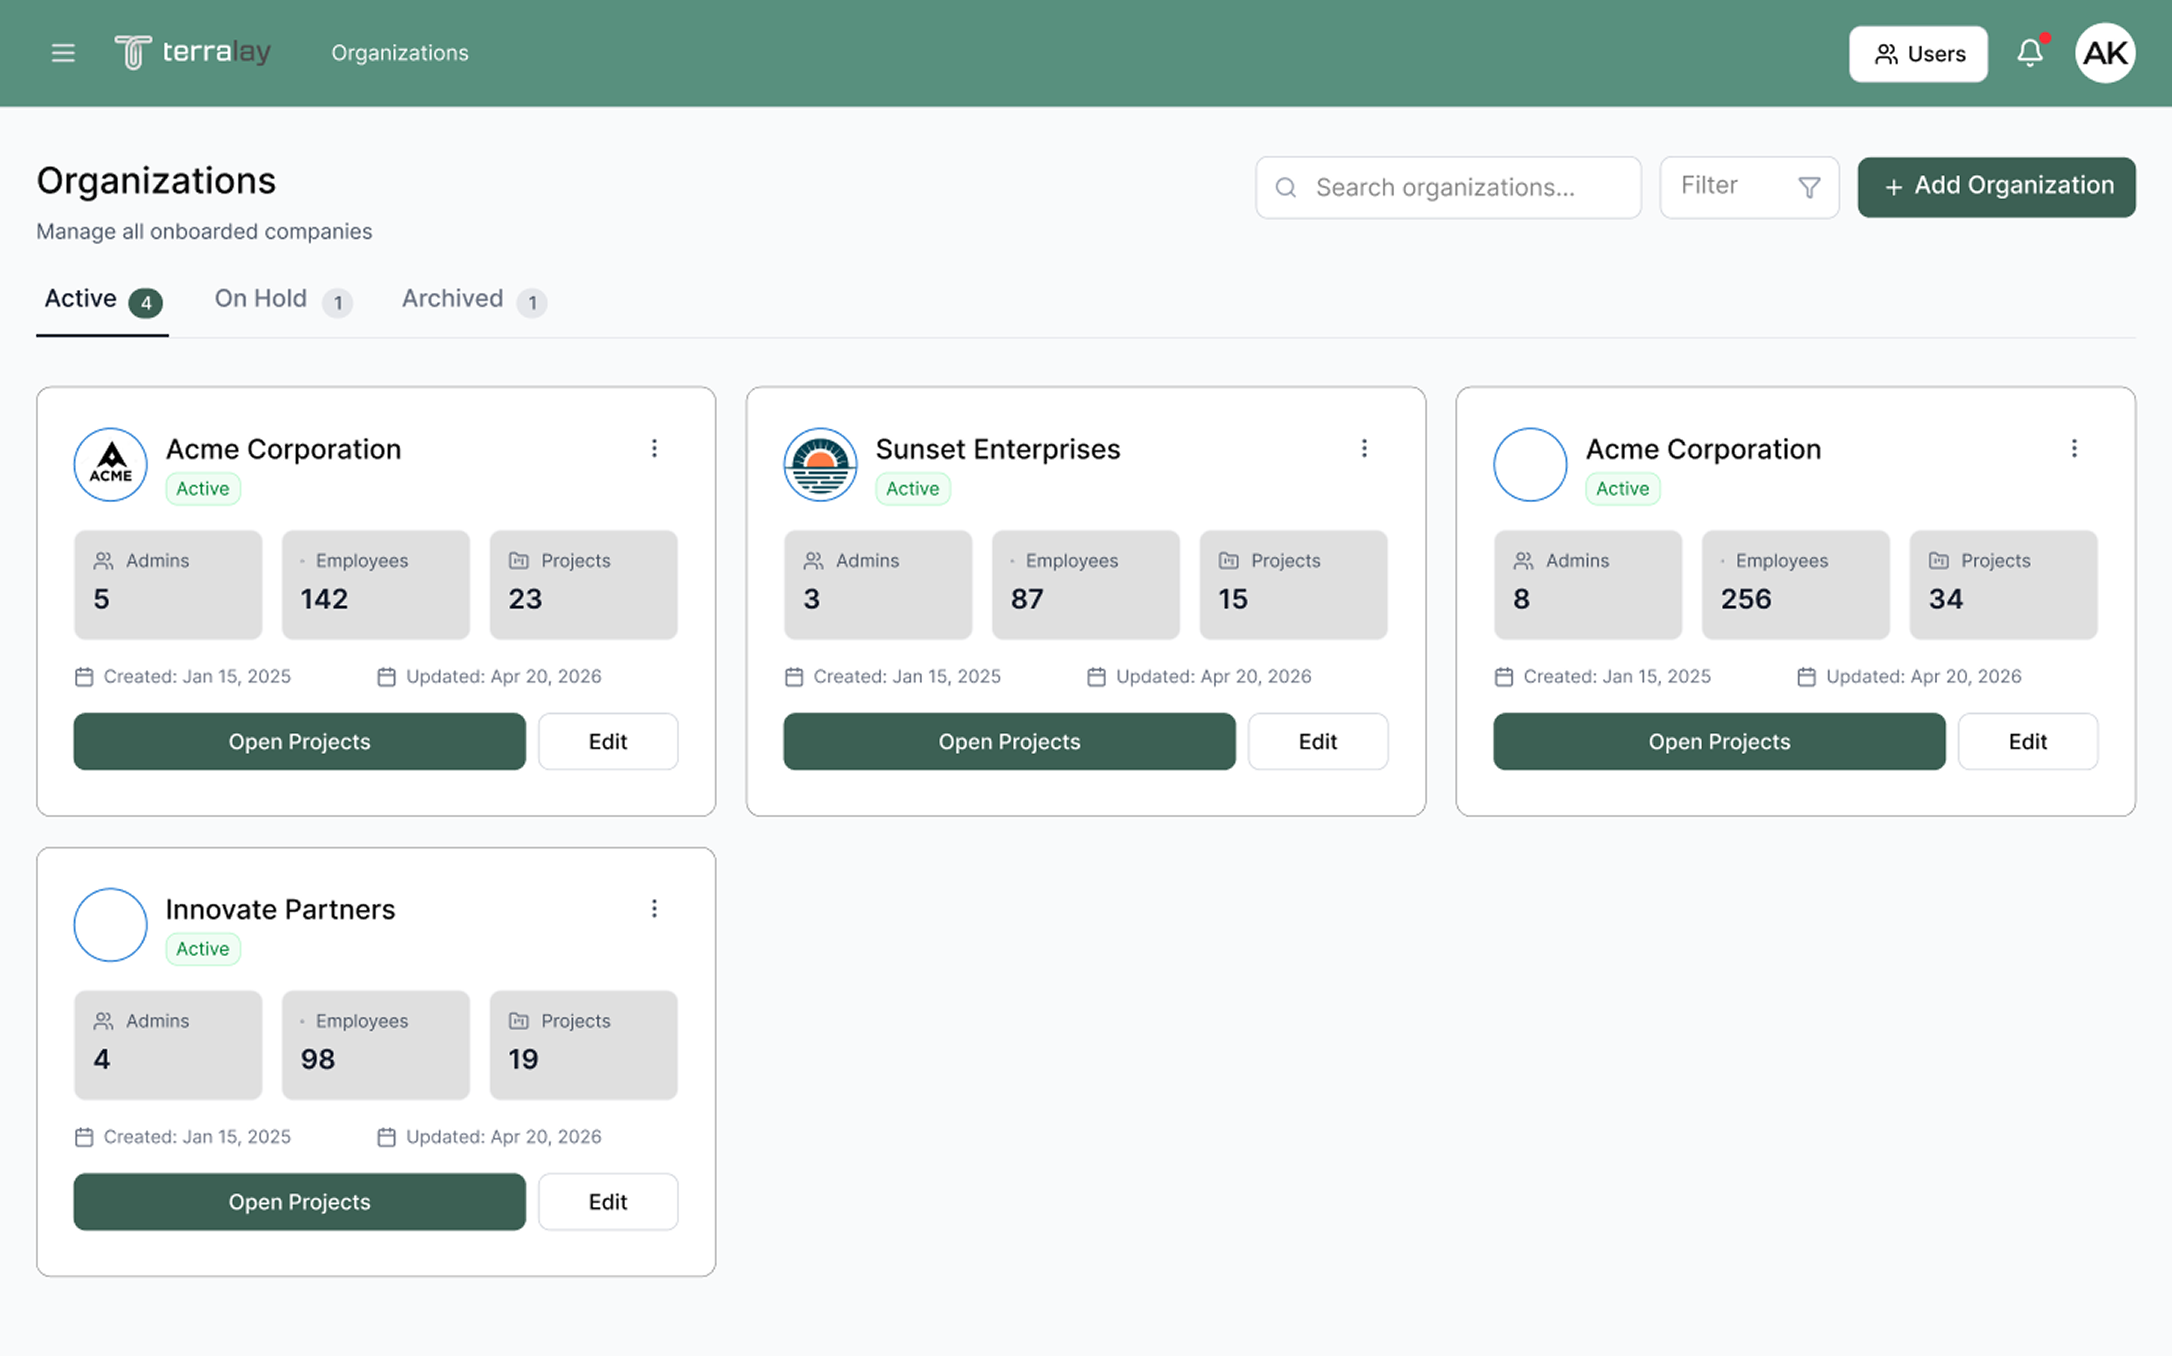 terralay
Organizations
Users
AK
Organizations
Search organizations...
Filter
+ Add Organization
Manage all onboarded companies
Active 4
On Hold 1
Archived 1
ACME
Acme Corporation
Active
Admins
5
Employees
142
Projects
23
Created: Jan 15, 2025
Updated: Apr 20, 2026
Open Projects
Edit
Sunset Enterprises
Active
Admins
3
Employees
87
Projects
15
Created: Jan 15, 2025
Updated: Apr 20, 2026
Open Projects
Edit
Acme Corporation
Active
Admins
8
Employees
256
Projects
34
Created: Jan 15, 2025
Updated: Apr 20, 2026
Open Projects
Edit
Innovate Partners
Active
Admins
4
Employees
98
Projects
19
Created: Jan 15, 2025
Updated: Apr 20, 2026
Open Projects
Edit